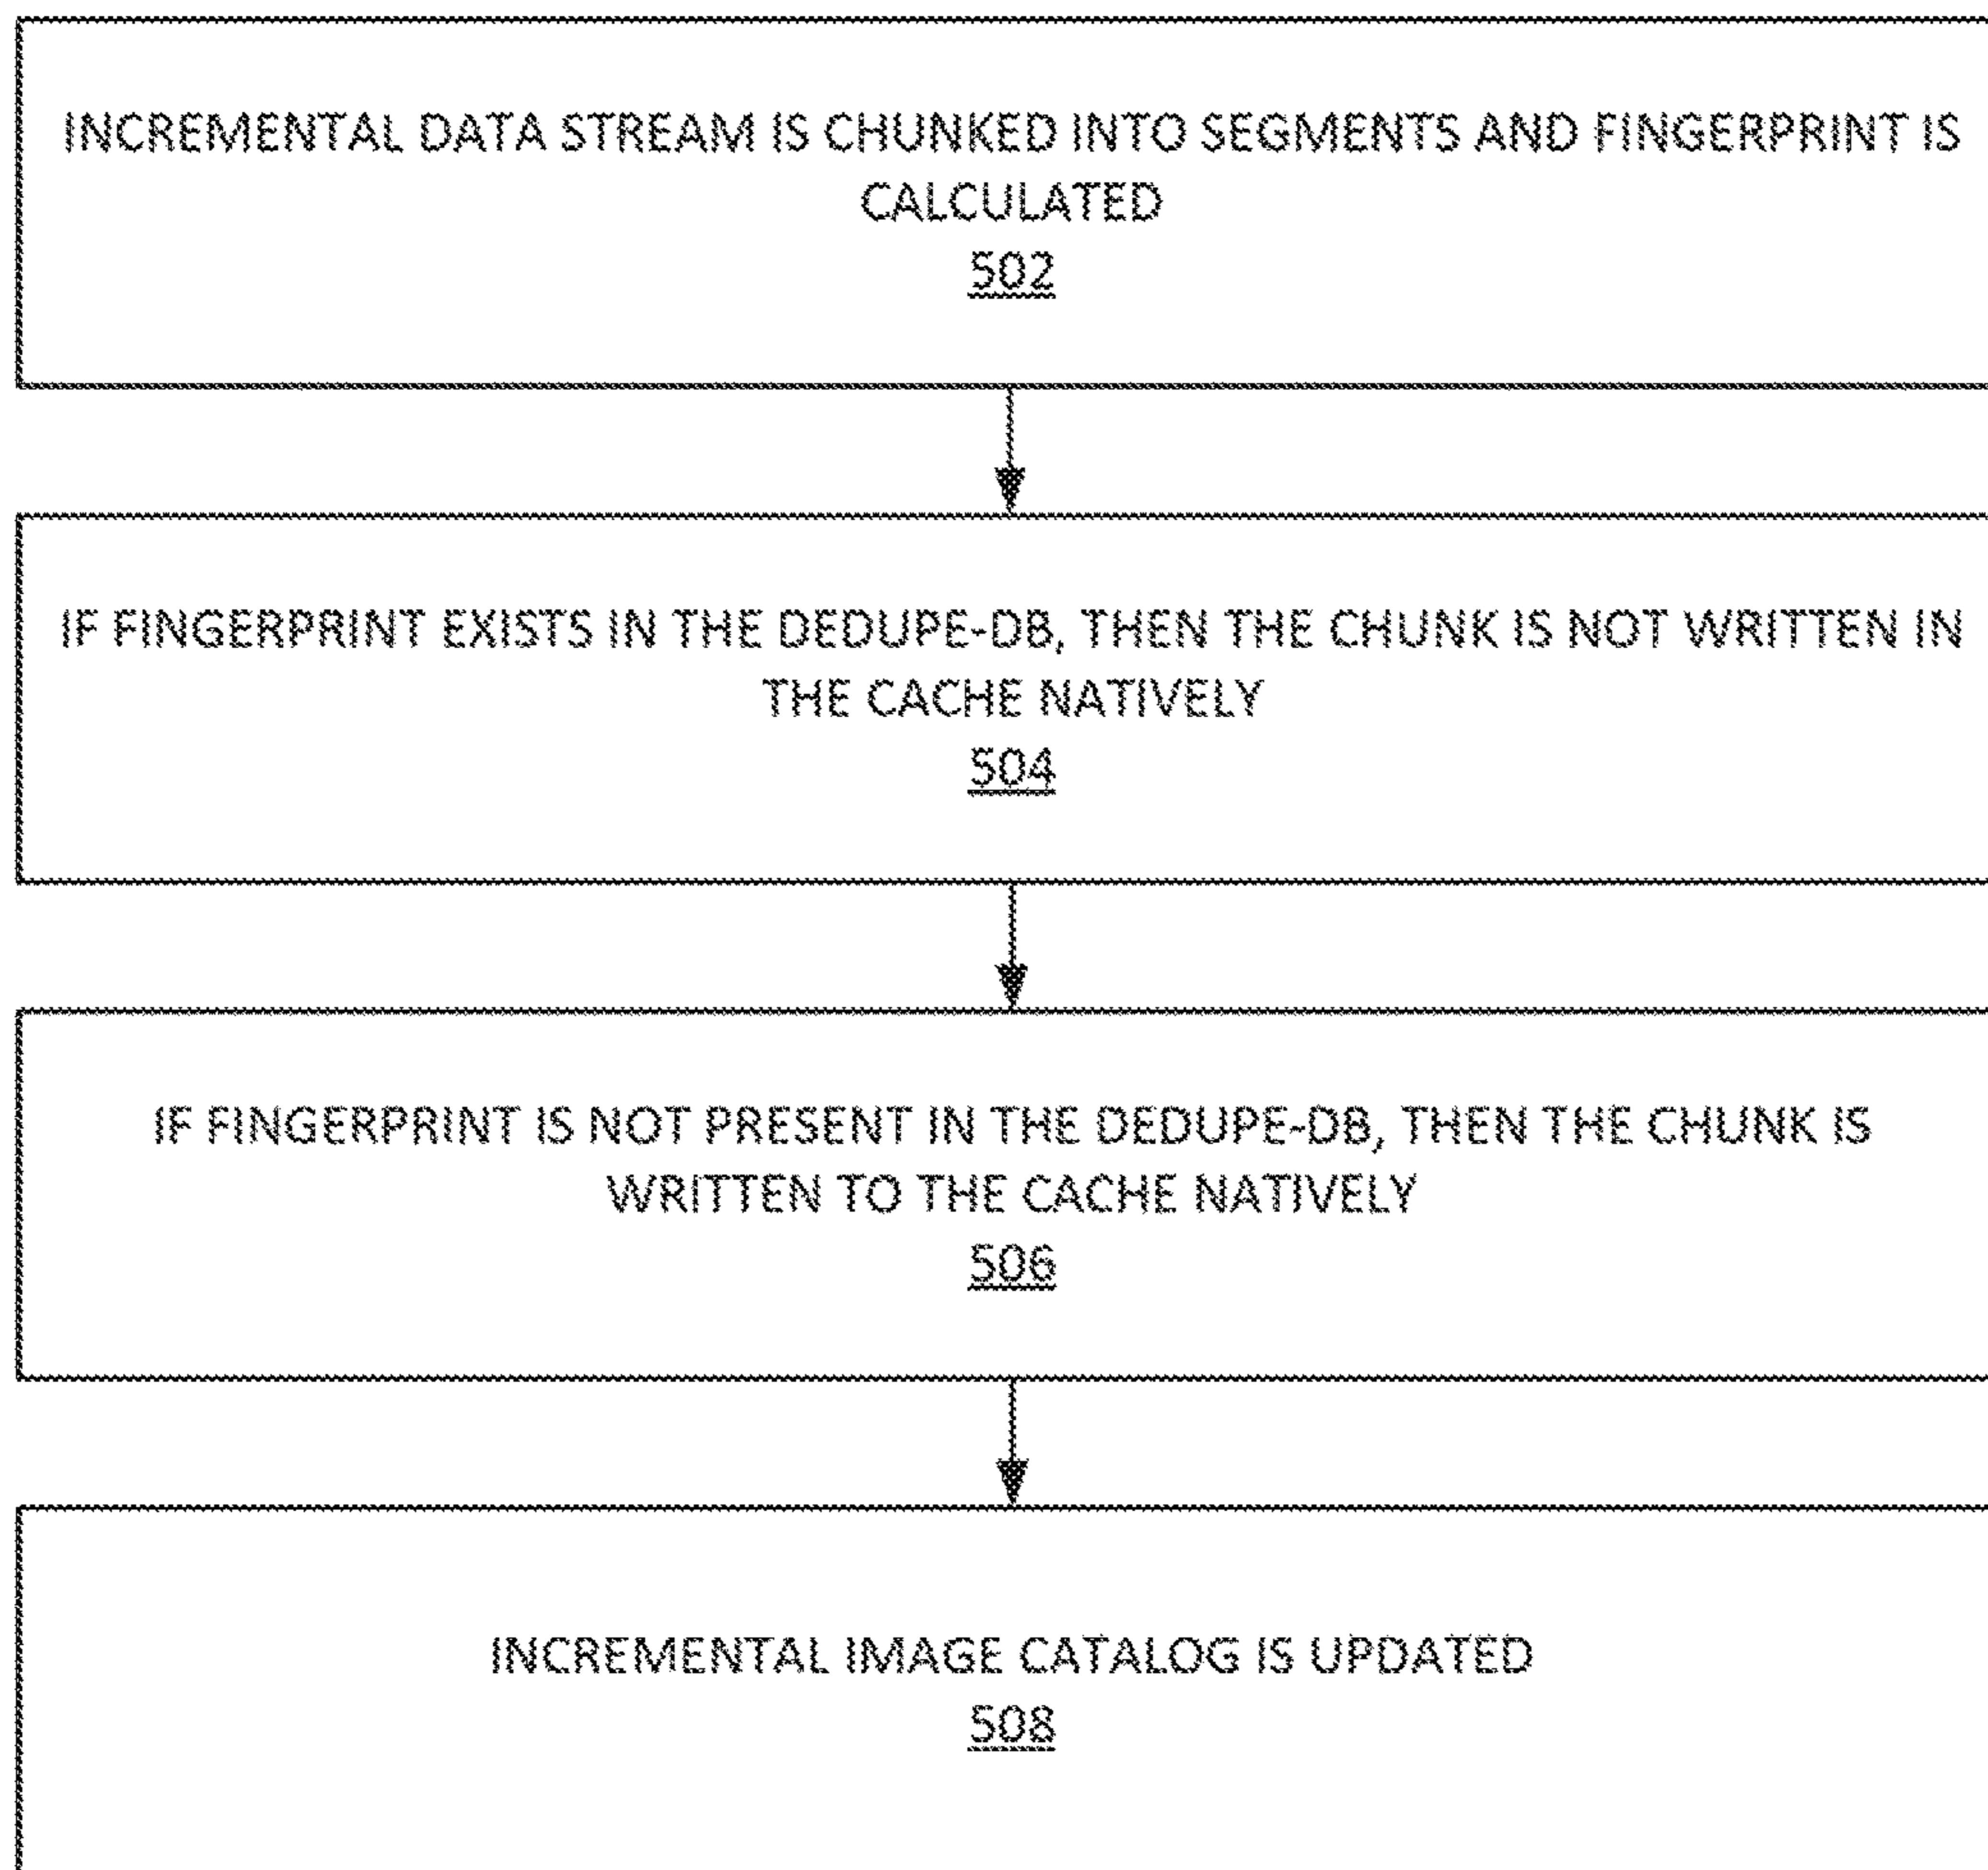 INCREMENTAL DATA STREAM IS CHUNKED INTO SEGMENTS AND FINGERPRINT IS
CALCULATED
502
IF FINGERPRINT EXISTS IN THE DEDUPE-DB, THEN THE CHUNK IS NOT WRITTEN IN
THE CACHE NATIVELY
504
IF FINGERPRINT IS NOT PRESENT IN THE DEDUPE-DB, THEN THE CHUNK IS
WRITTEN TO THE CACHE NATIVELY
506
INCREMENTAL IMAGE CATALOG IS UPDATED
508